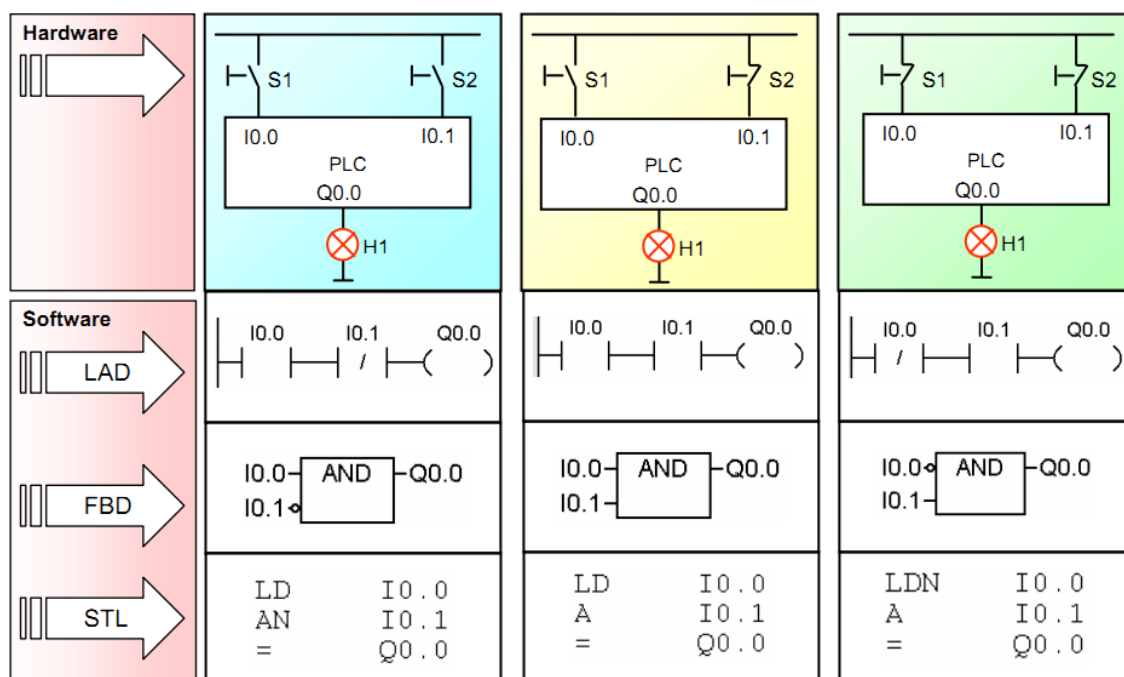 Hardware
S1 S2
I0.0 I0.1
PLC
Q0.0
H1
S1 S2
I0.0 I0.1
PLC
Q0.0
H1
S1 S2
I0.0 I0.1
PLC
Q0.0
H1
Software
LAD
I0.0 I0.1 Q0.0
/
I0.0 I0.1 Q0.0
I0.0 I0.1 Q0.0
/
FBD
I0.0 AND Q0.0
I0.1
I0.0 AND Q0.0
I0.1
I0.0 AND Q0.0
I0.1
STL
LD I0.0
AN I0.1
= Q0.0
LD I0.0
A I0.1
= Q0.0
LDN I0.0
A I0.1
= Q0.0